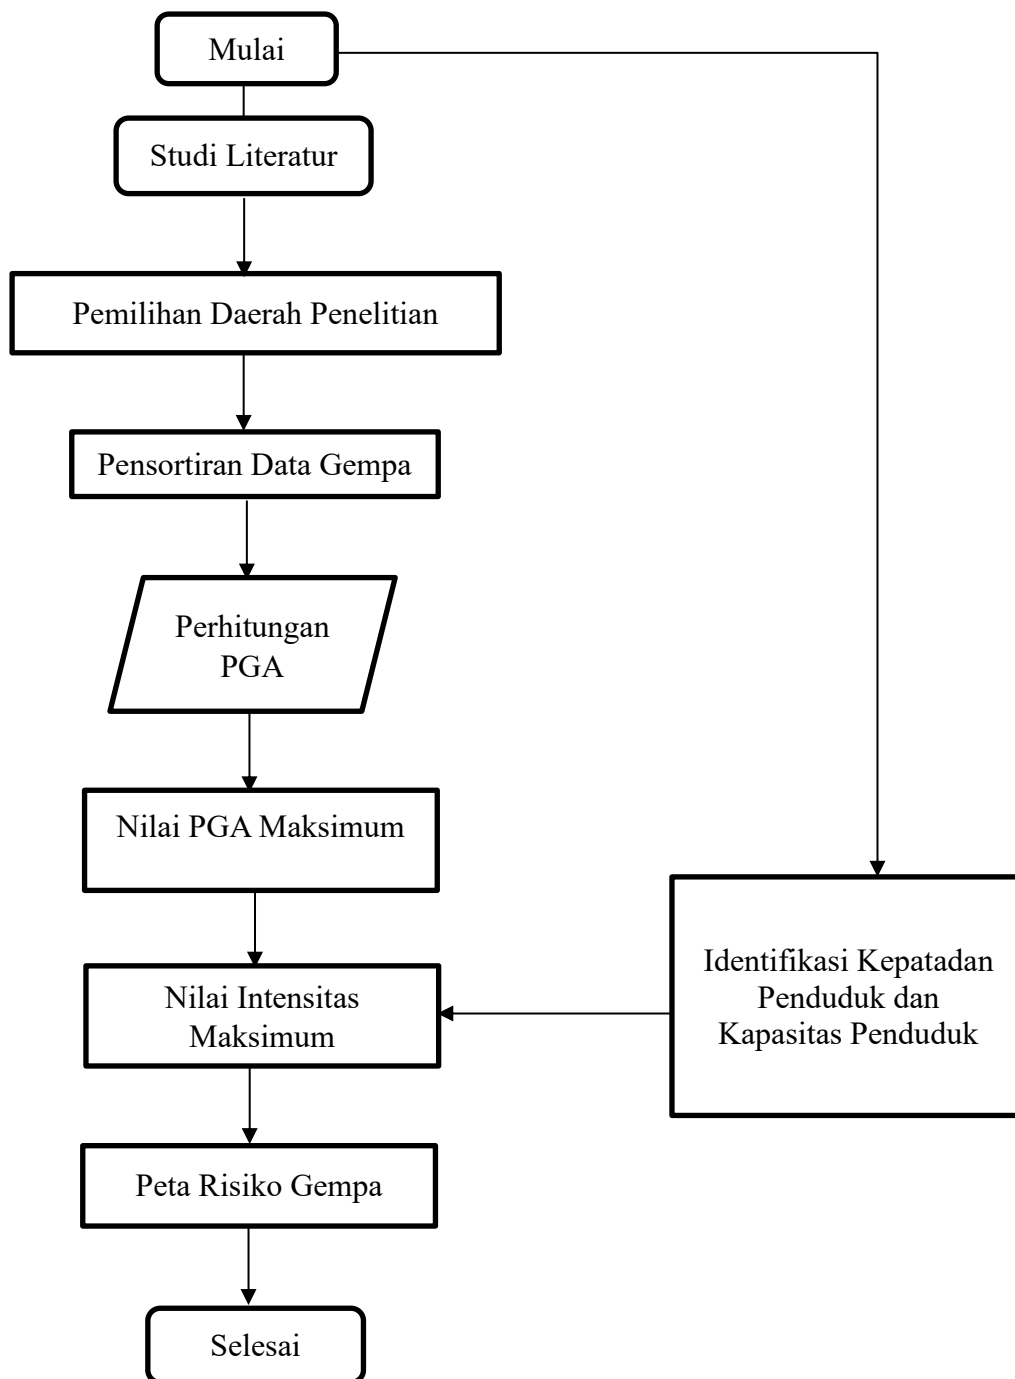 Mulai
Studi Literatur
Pemilihan Daerah Penelitian
Pensortiran Data Gempa
Perhitungan
PGA
Nilai PGA Maksimum
Nilai Intensitas
Maksimum
Identifikasi Kepatadan
Penduduk dan
Kapasitas Penduduk
Peta Risiko Gempa
Selesai